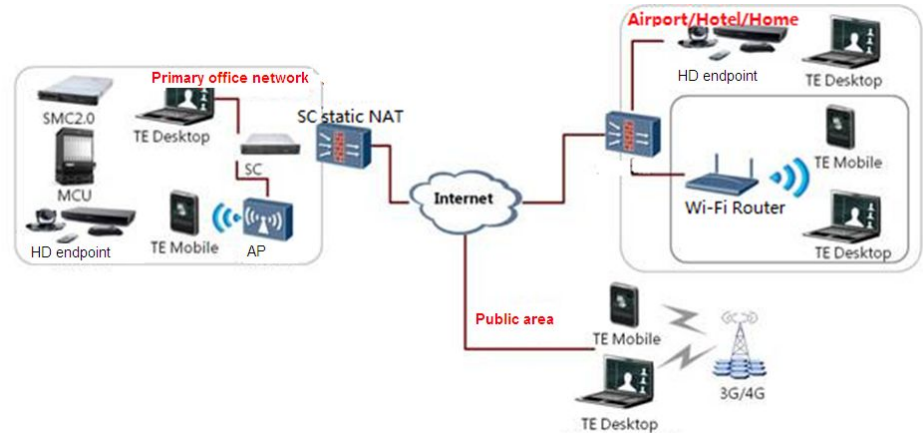 Primary office network
SMC2.0
TE Desktop
MCU
SC
HD endpoint
TE Mobile
AP
SC static NAT
Internet
Airport/Hotel/Home
HD endpoint
TE Desktop
TE Mobile
Wi-Fi Router
TE Desktop
Public area
TE Mobile
3G/4G
TE Desktop